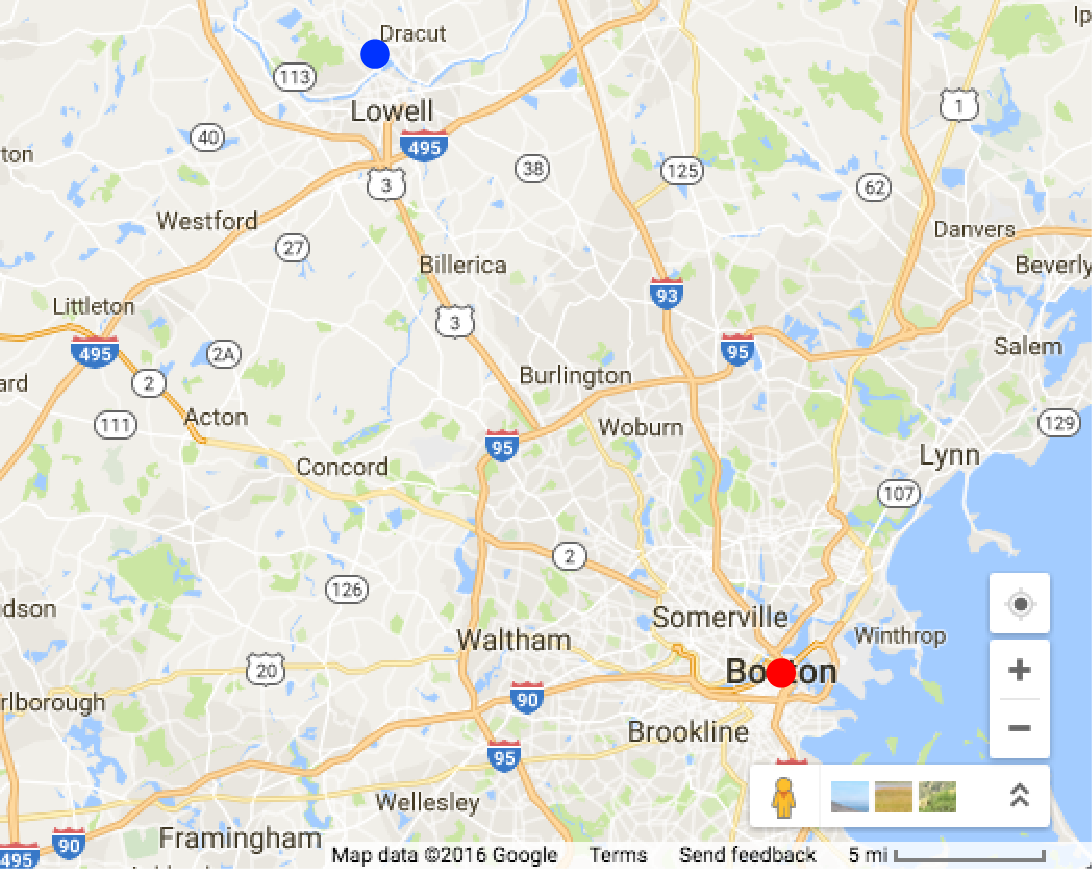 Ip
Dracut
113
1
Lowell
40
495
ton
38
125
3
62
Westford
Danvers
27
Billerica
Beverly
93
Littleton
3
Salem
495
2A
95
Burlington
2
ard
Acton
111
129
Woburn
95
Lynn
Concord
107
2
126
dson
Somerville
Winthrop
Waltham
20
Boston
90
rlborough
Brookline
95
Wellesley
Framingham
90
495
Map data ©2016 Google Terms Send feedback 5 mi